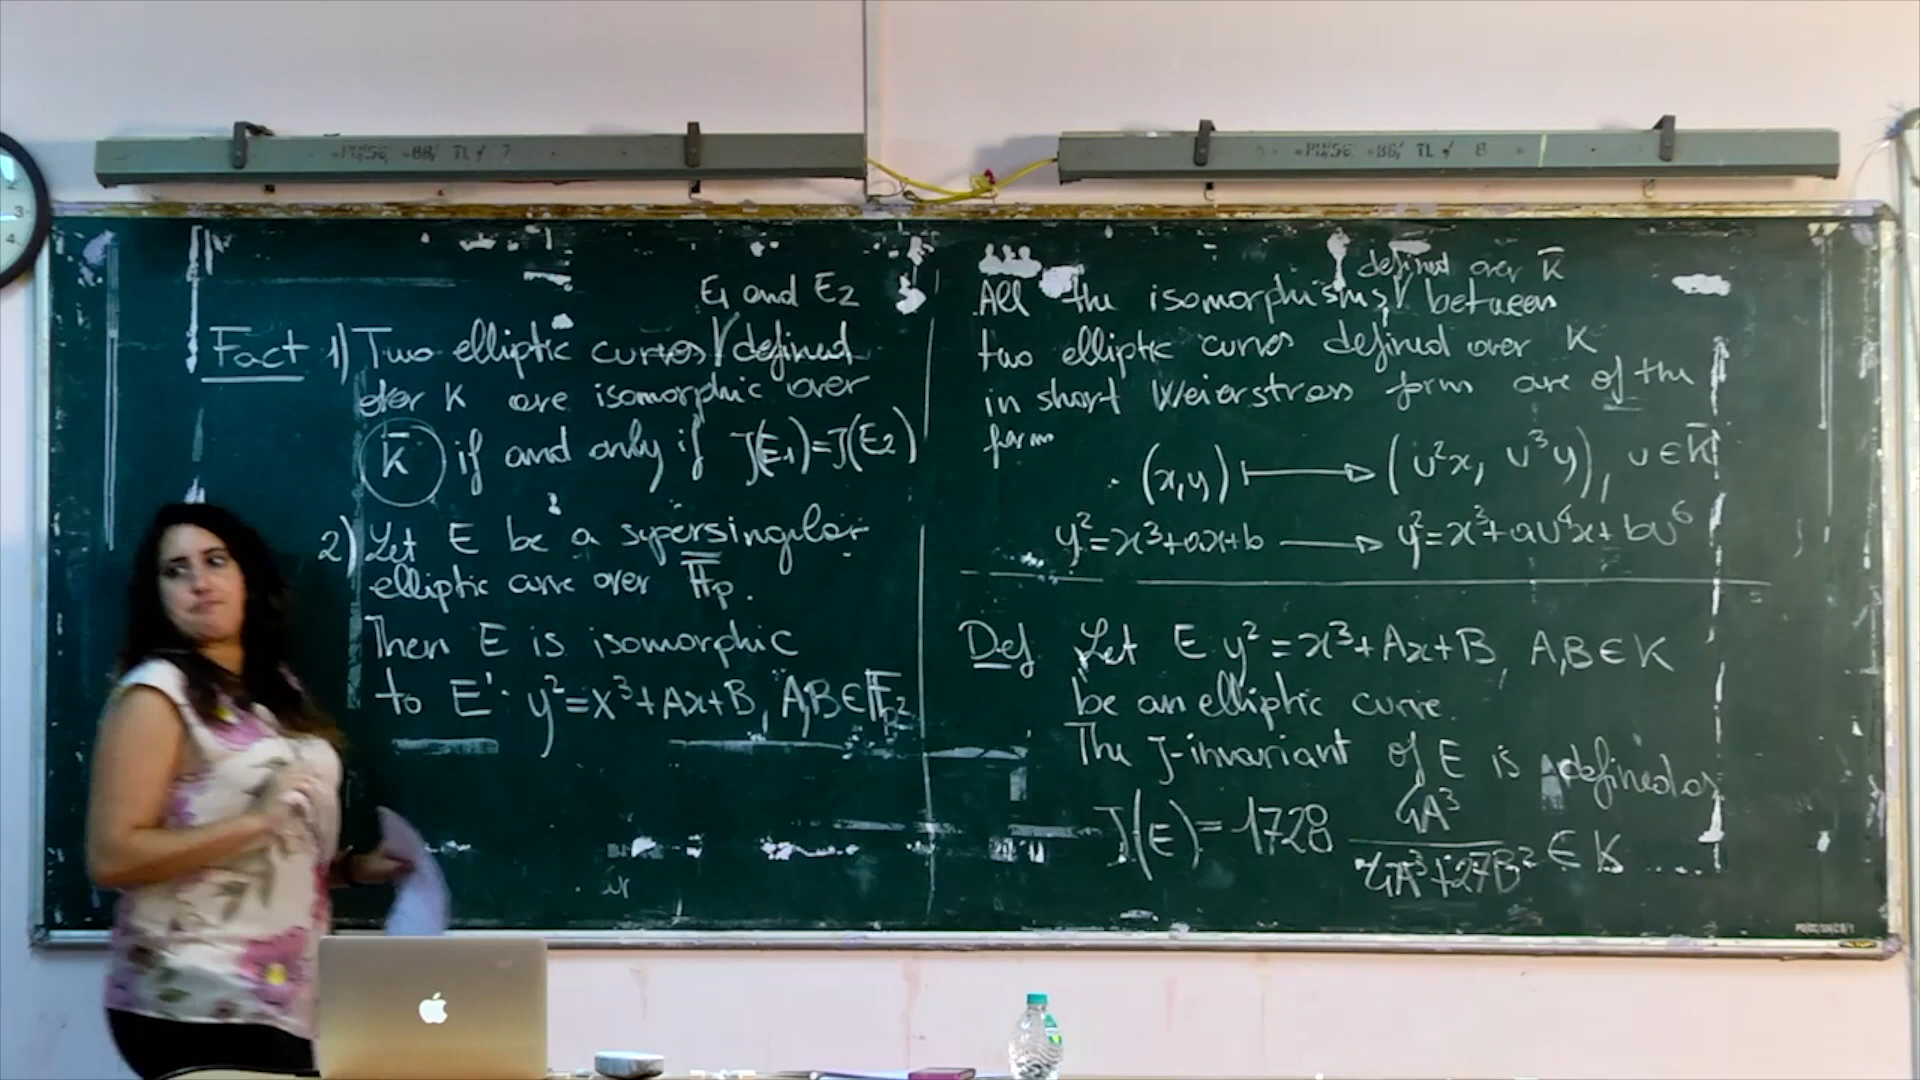 E1 and E2
Fact 1) Two elliptic curves / defined
over K are isomorphic over
K̅ if and only if J(E1)=J(E2)
2) Let E be a supersingular
elliptic curve over F̅p.
Then E is isomorphic
to E': y²=x³+Ax+B, A,B∈Fp²
defined over K̅
All the isomorphisms / between
two elliptic curves defined over K
in short Weierstrass form are of the
form
(x,y) ↦ (u²x, u³y), u∈K̅
y²=x³+ax+b → y²=x³+au⁴x+bu⁶
Def Let E y²=x³+Ax+B, A,B∈K
be an elliptic curve.
The J-invariant of E is defined as
J(E)=1728 4A³/(4A³+27B²) ∈ K
2
3
4